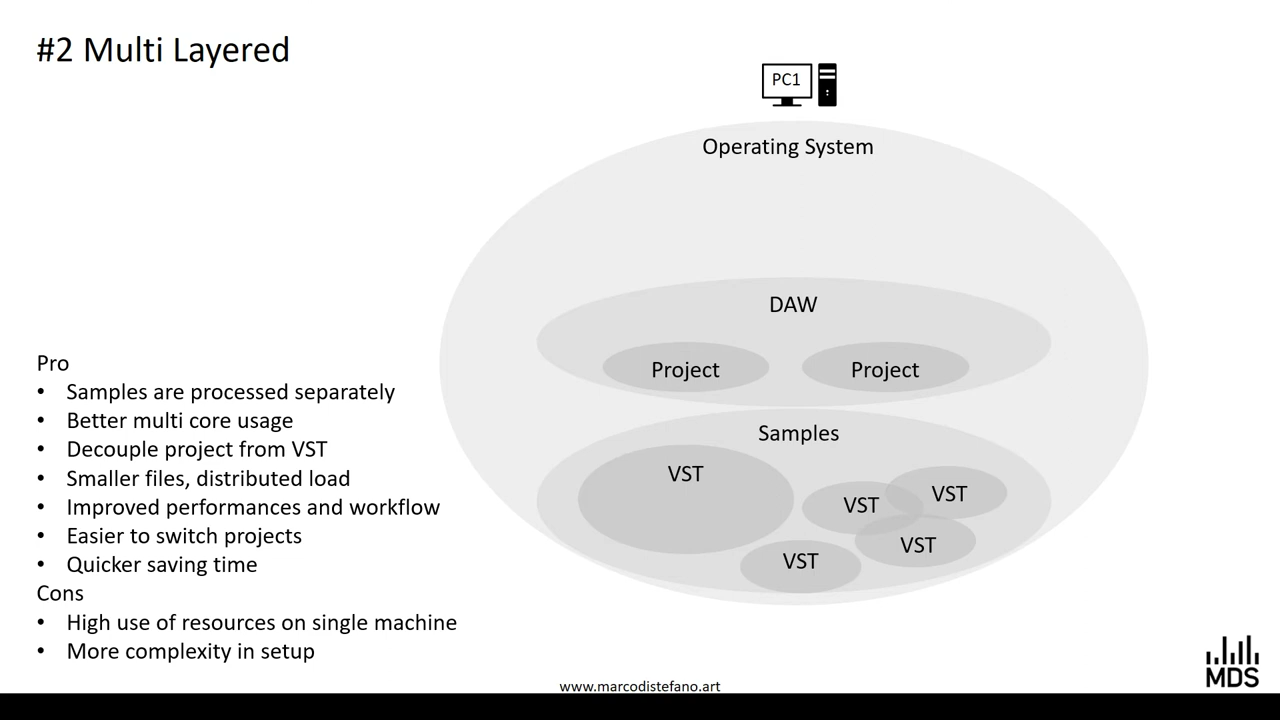 #2 Multi Layered
PC1
Operating System
DAW
Project
Project
Samples
VST
VST
VST
VST
VST
Pro
• Samples are processed separately
• Better multi core usage
• Decouple project from VST
• Smaller files, distributed load
• Improved performances and workflow
• Easier to switch projects
• Quicker saving time
Cons
• High use of resources on single machine
• More complexity in setup
www.marcodistefano.art
MDS